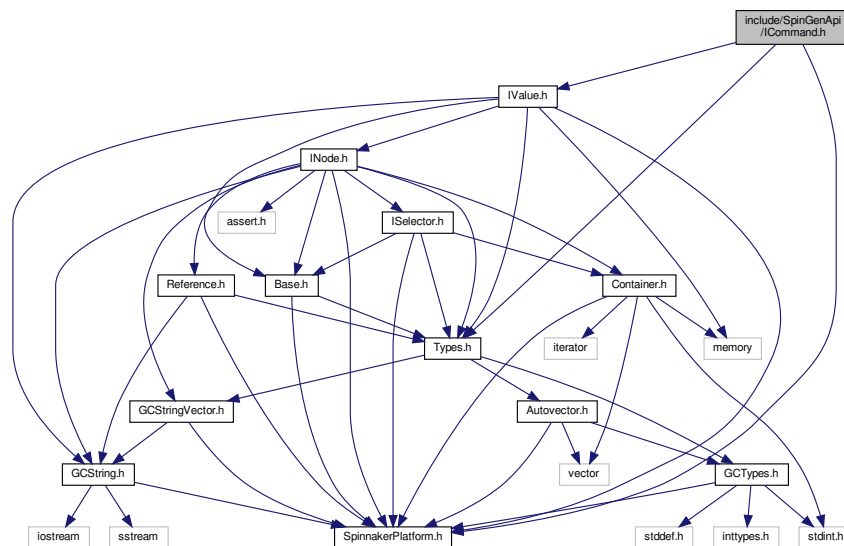 include/SpinGenApi
/ICommand.h
IValue.h
INode.h
assert.h
ISelector.h
Reference.h
Base.h
Container.h
Types.h
iterator
memory
GCStringVector.h
Autovector.h
GCString.h
vector
GCTypes.h
iostream
sstream
SpinnakerPlatform.h
stddef.h
inttypes.h
stdint.h